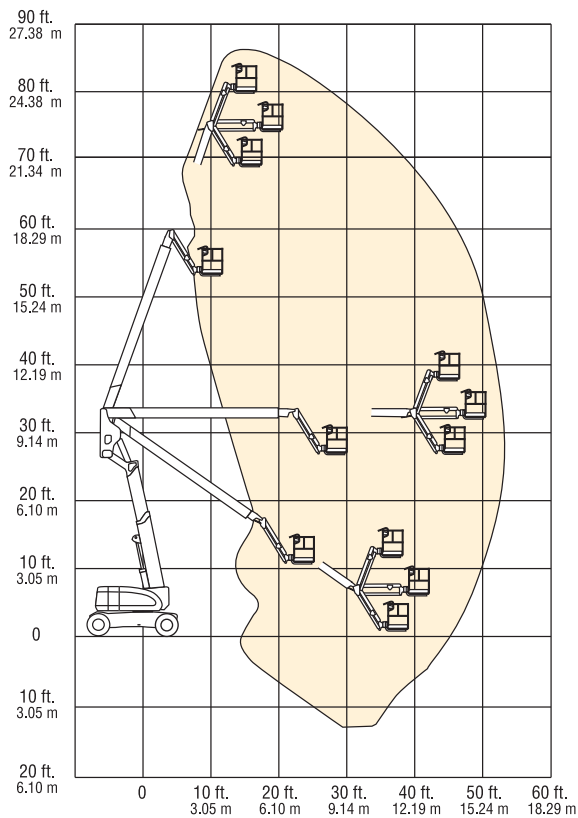 90 ft.
27.38 m
80 ft.
24.38 m
70 ft.
21.34 m
60 ft.
18.29 m
50 ft.
15.24 m
40 ft.
12.19 m
30 ft.
9.14 m
20 ft.
6.10 m
10 ft.
3.05 m
0
10 ft.
3.05 m
20 ft.
6.10 m
0 10 ft. 20 ft. 30 ft. 40 ft. 50 ft. 60 ft.
3.05 m 6.10 m 9.14 m 12.19 m 15.24 m 18.29 m